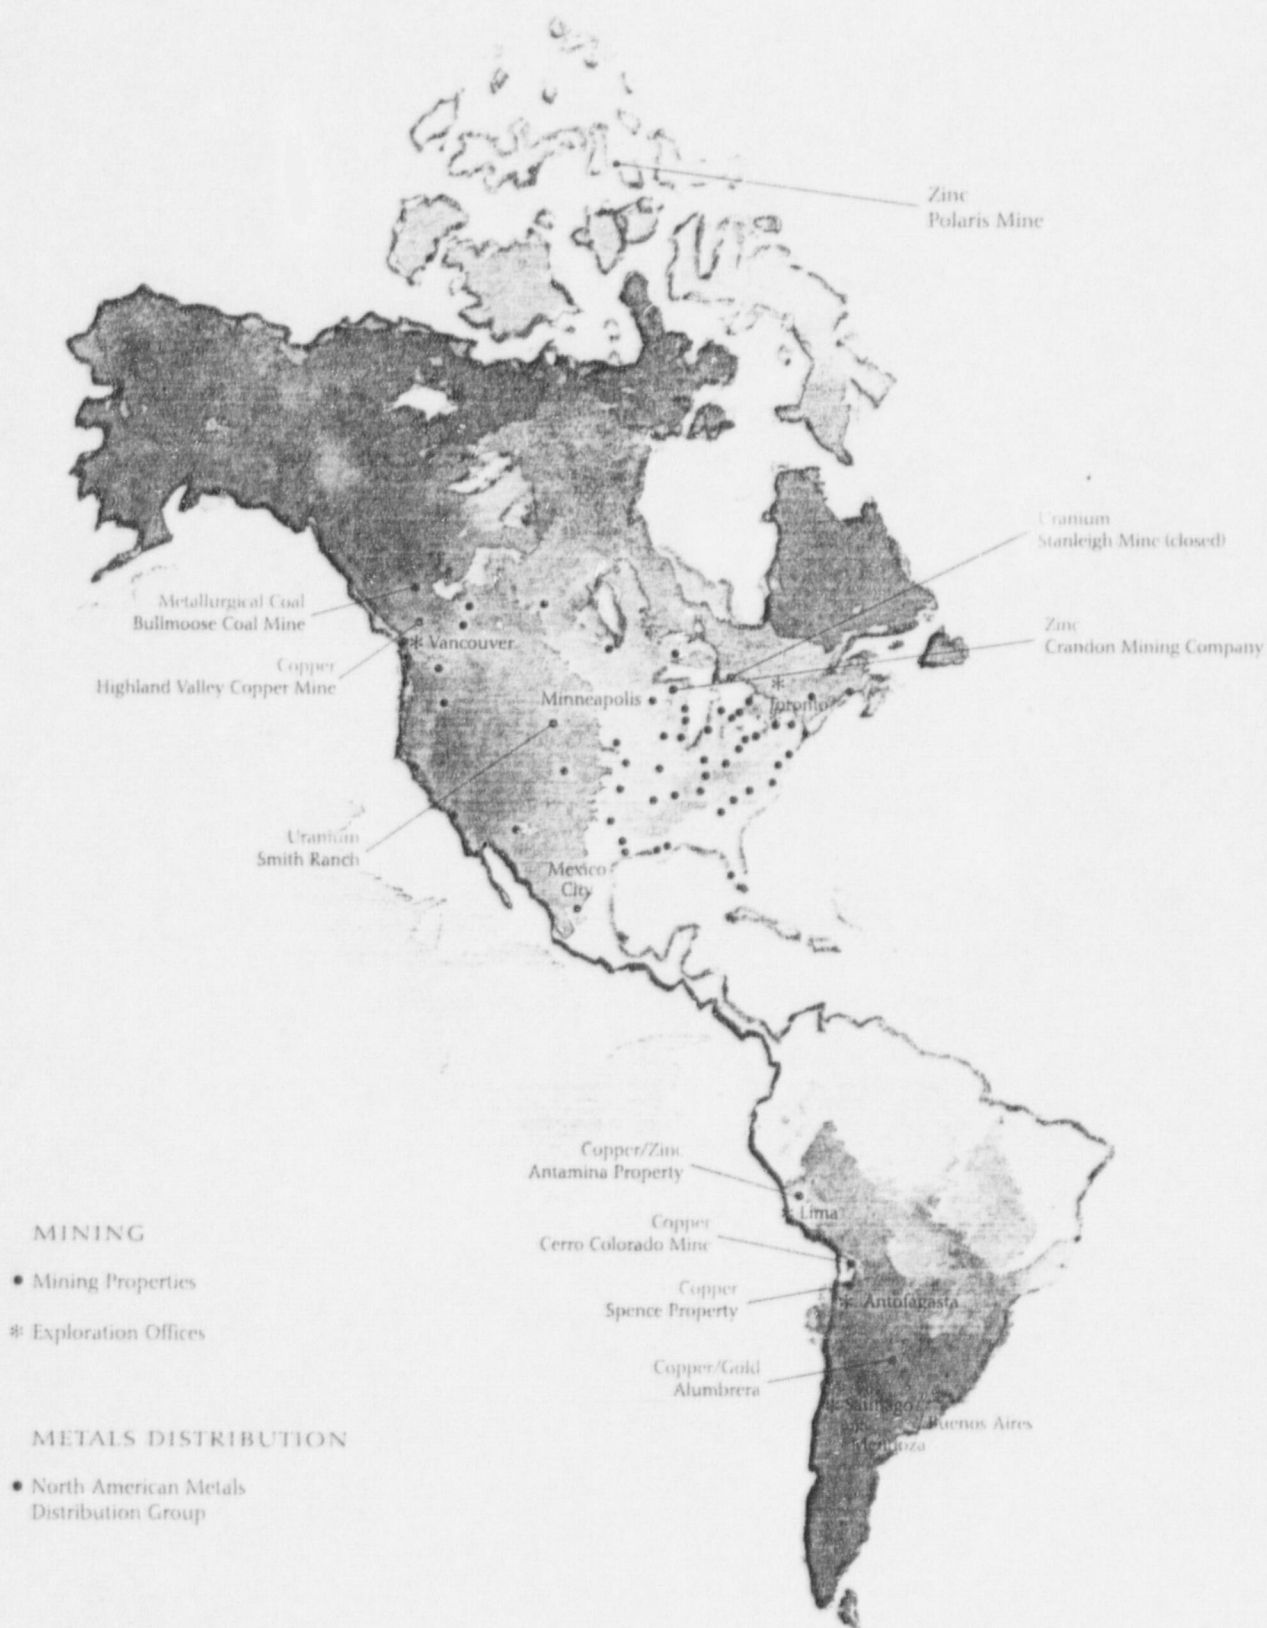 Zinc
Polaris Mine
Uranium
Stanleigh Mine (closed)
Metallurgical Coal
Bullmoose Coal Mine
Vancouver
Zinc
Crandon Mining Company
Copper
Highland Valley Copper Mine
Minneapolis
Toronto
Uranium
Smith Ranch
Mexico
City
Copper/Zinc
Antamina Property
Lima
Copper
Cerro Colorado Mine
MINING
• Mining Properties
Copper
Spence Property
Antofagasta
* Exploration Offices
Copper/Gold
Alumbrera
Santiago
Buenos Aires
Mendoza
METALS DISTRIBUTION
• North American Metals
Distribution Group